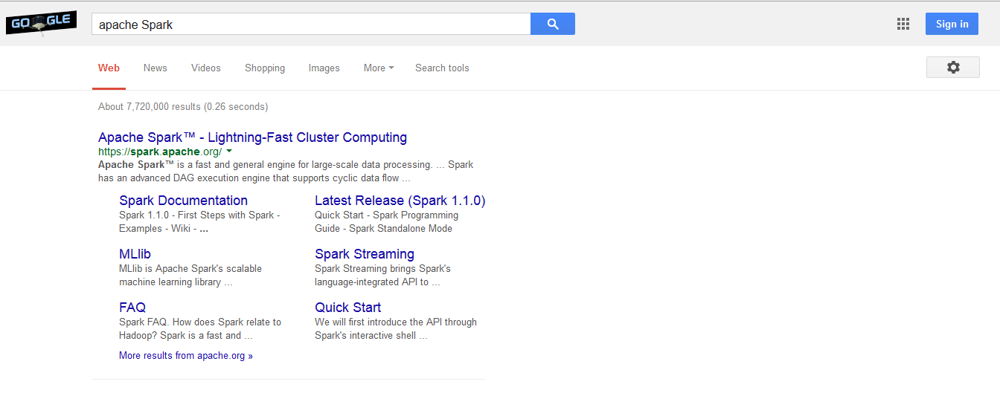 GO GLE
apache Spark
Sign in
Web News Videos Shopping Images More Search tools
About 7,720,000 results (0.26 seconds)
Apache Spark™ - Lightning-Fast Cluster Computing
https://spark.apache.org/
Apache Spark™ is a fast and general engine for large-scale data processing. ... Spark
has an advanced DAG execution engine that supports cyclic data flow ...
Spark Documentation
Spark 1.1.0 - First Steps with Spark -
Examples - Wiki - ...
Latest Release (Spark 1.1.0)
Quick Start - Spark Programming
Guide - Spark Standalone Mode
MLlib
MLlib is Apache Spark's scalable
machine learning library ...
Spark Streaming
Spark Streaming brings Spark's
language-integrated API to ...
FAQ
Spark FAQ. How does Spark relate to
Hadoop? Spark is a fast and ...
Quick Start
We will first introduce the API through
Spark's interactive shell ...
More results from apache.org »